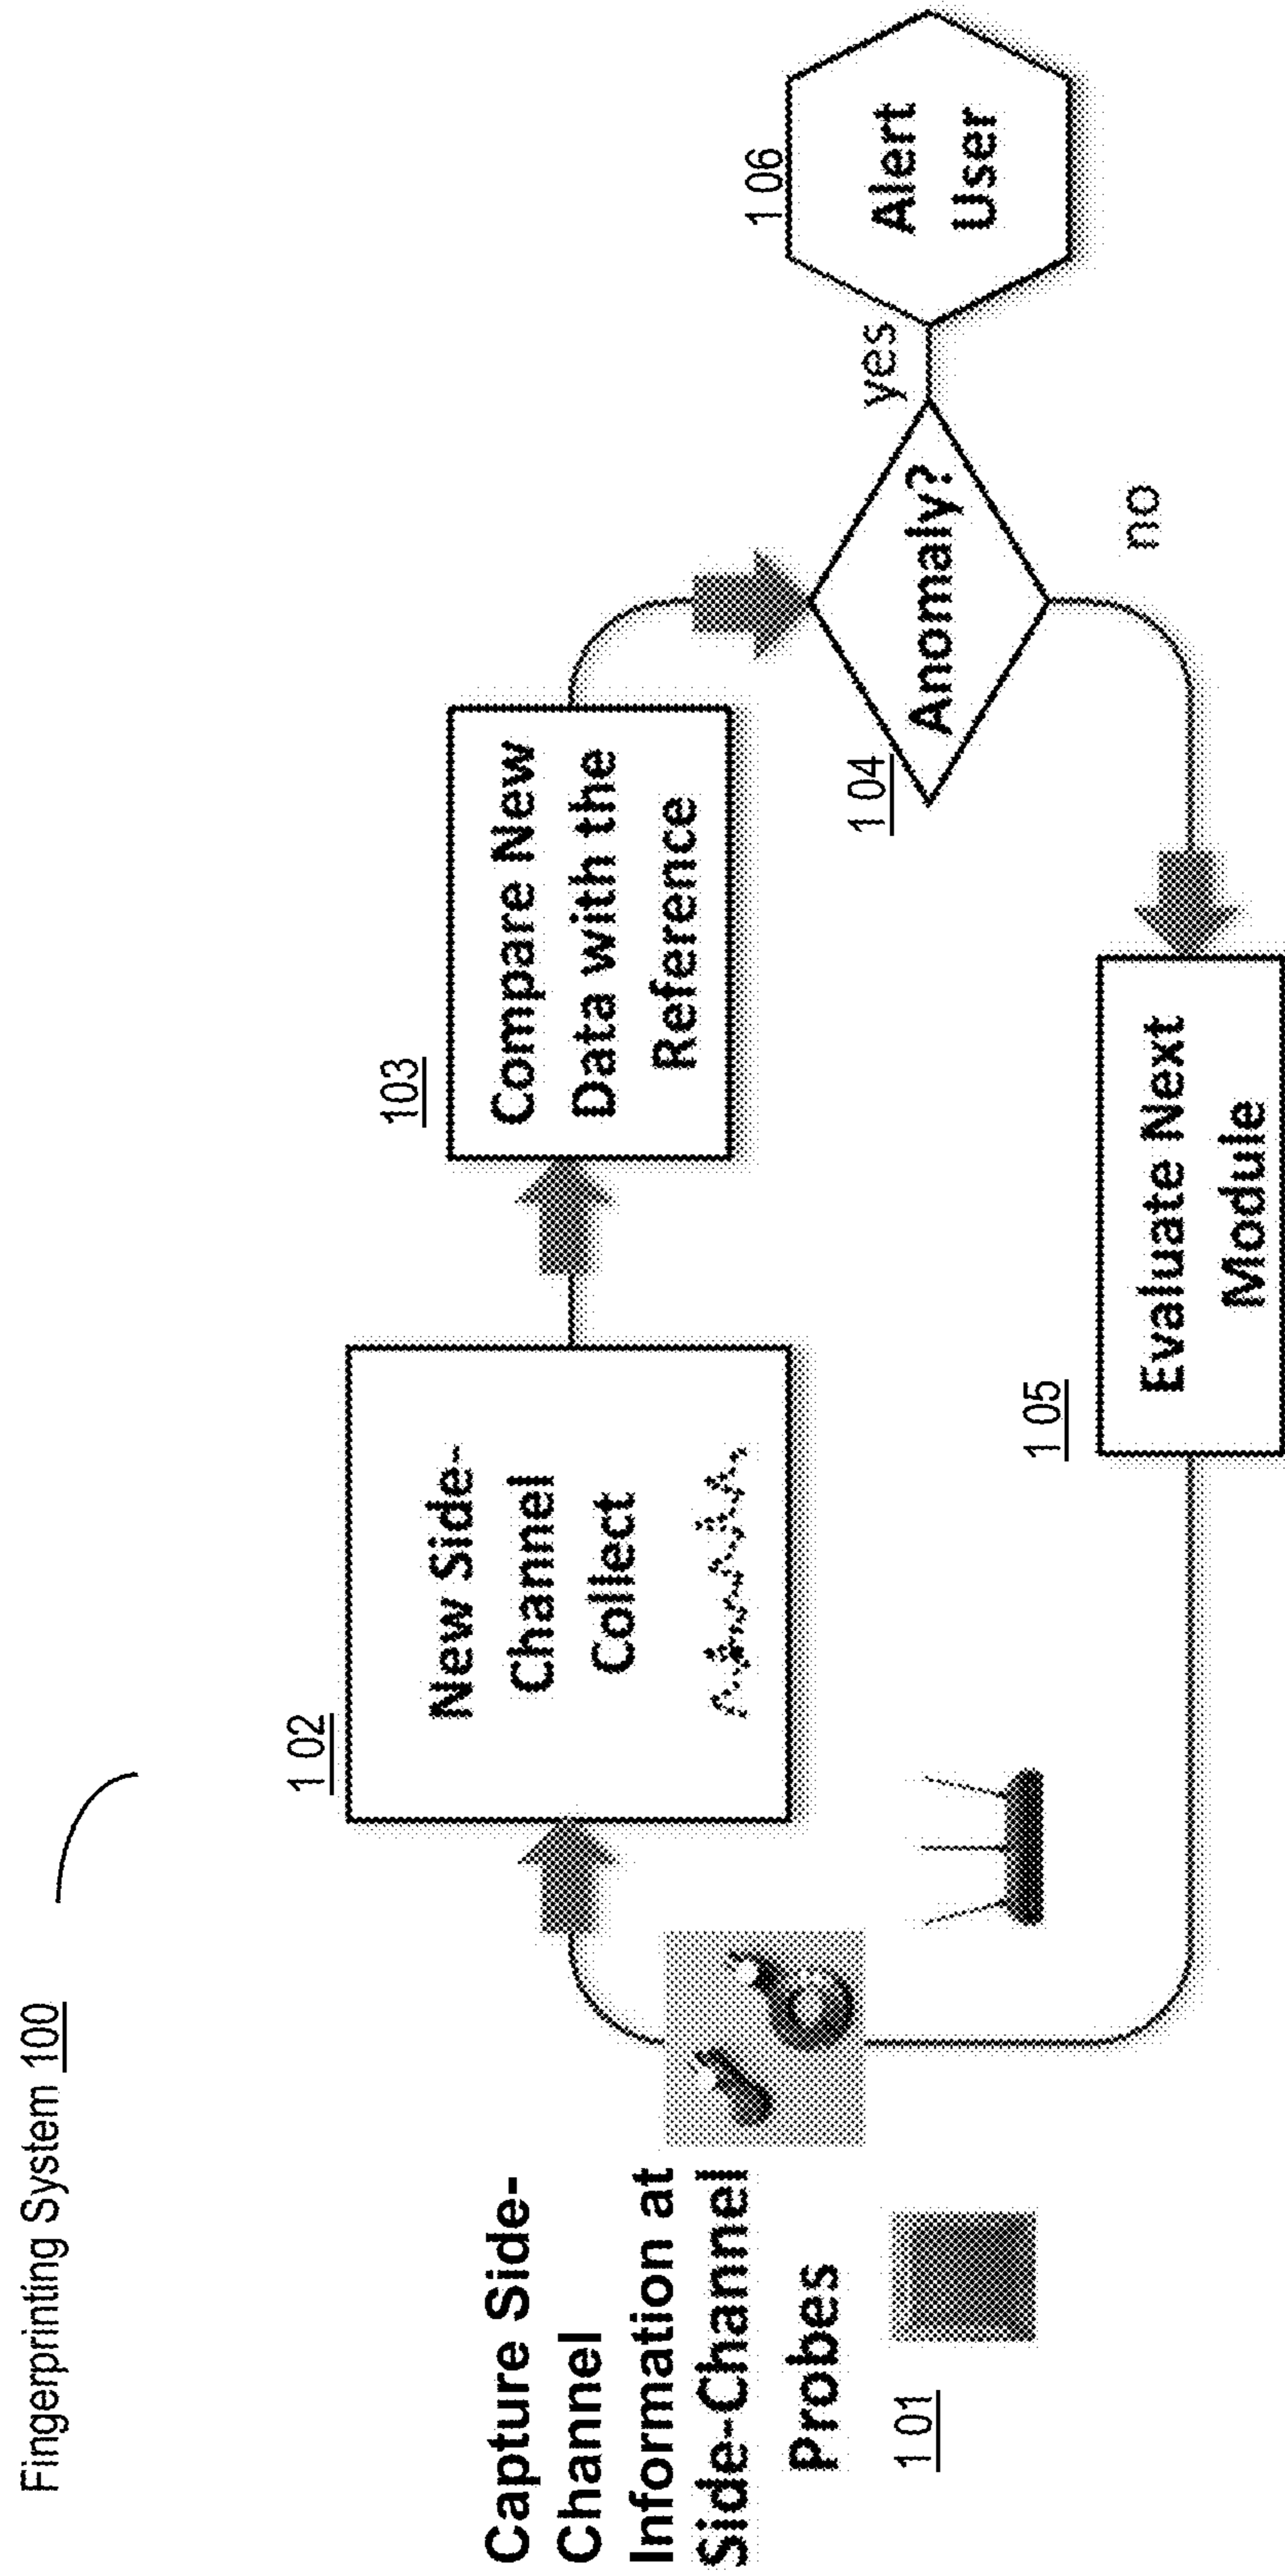 Fingerprinting System 100
Capture Side-
Channel
Information at
Side-Channel
Probes
101
102
New Side-
Channel
Collect
103
Compare New
Data with the
Reference
104
Anomaly?
yes
106
Alert
User
no
105
Evaluate Next
Module